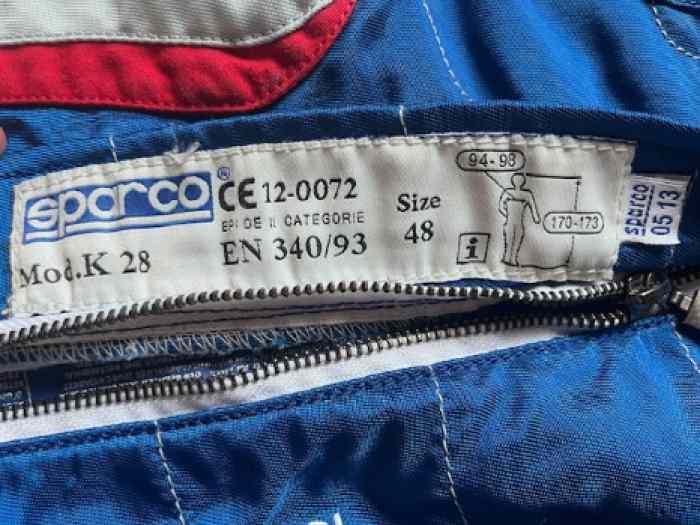 sparco®
Mod.K 28
CE 12-0072
EPI DE II CATEGORIE
EN 340/93
Size
48
i
94-98
170-173
sparco
05 13